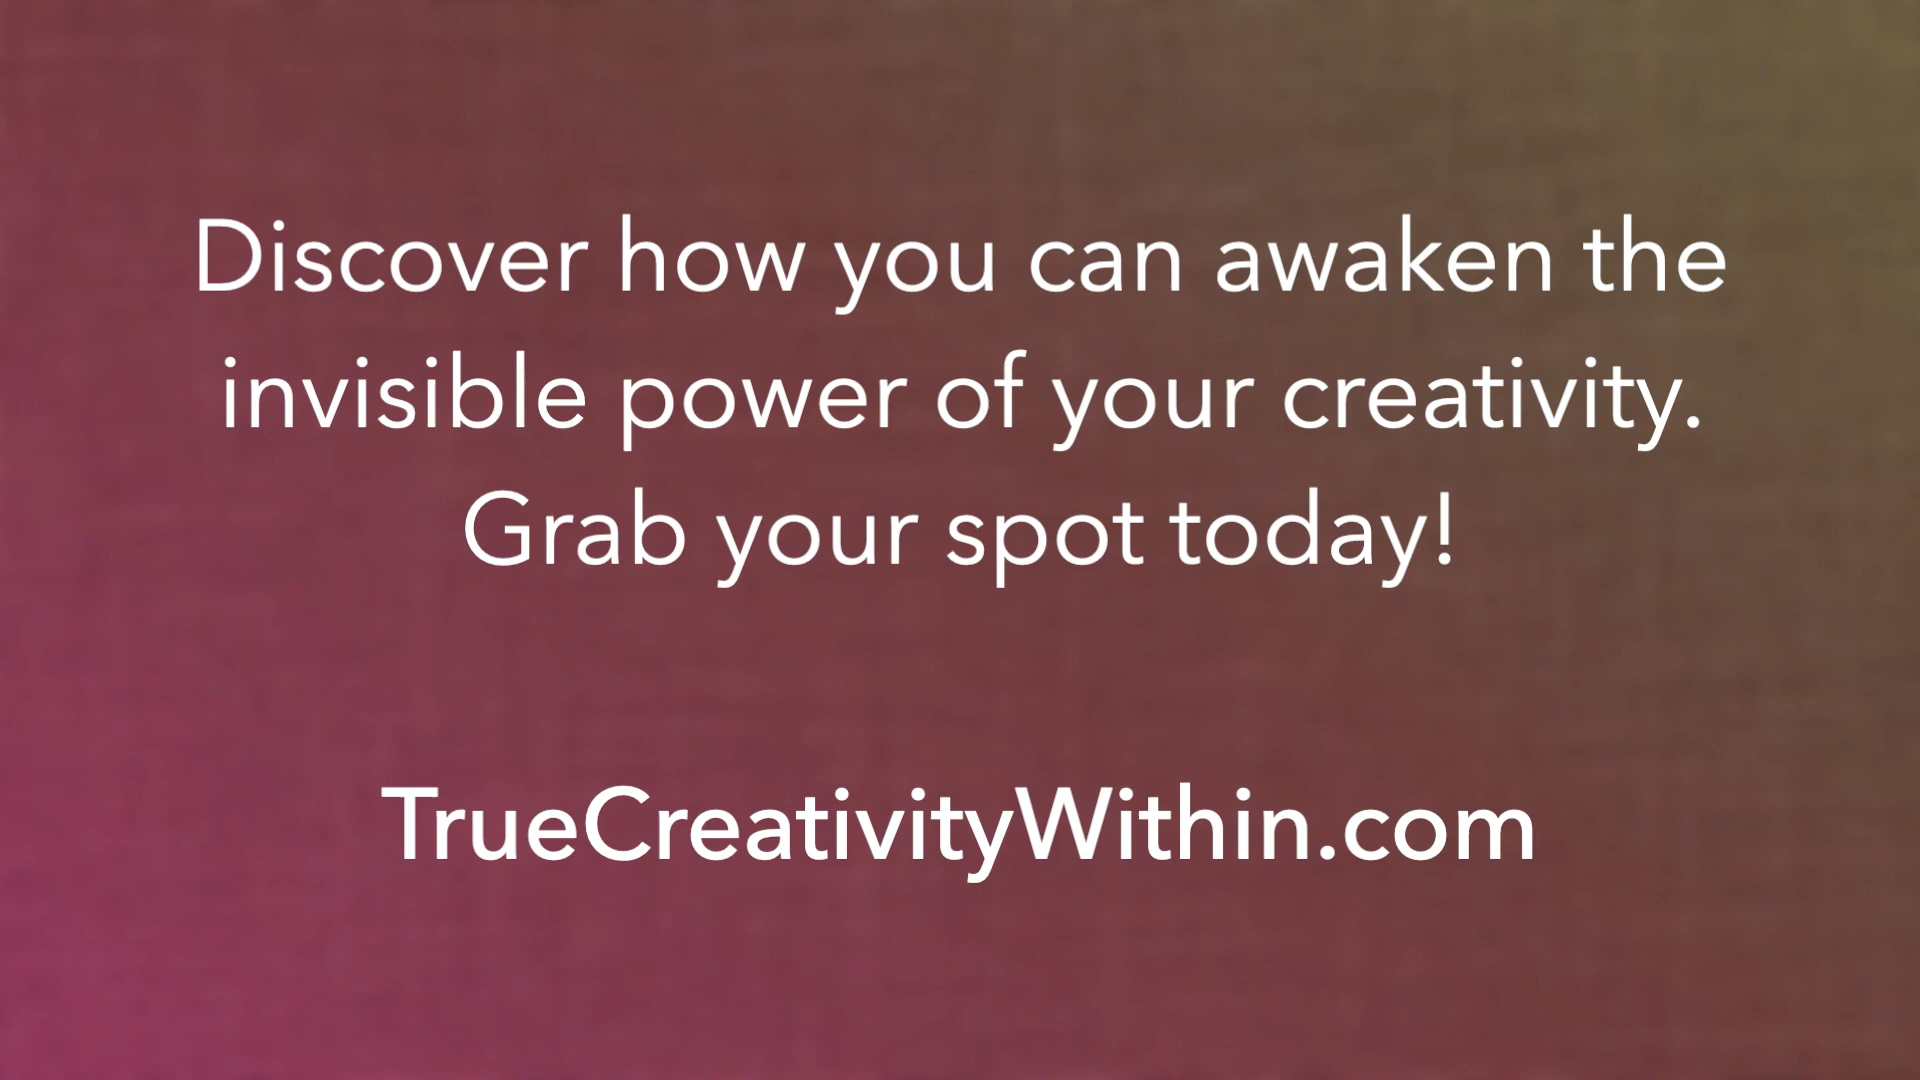 Discover how you can awaken the
invisible power of your creativity.
Grab your spot today!
TrueCreativityWithin.com